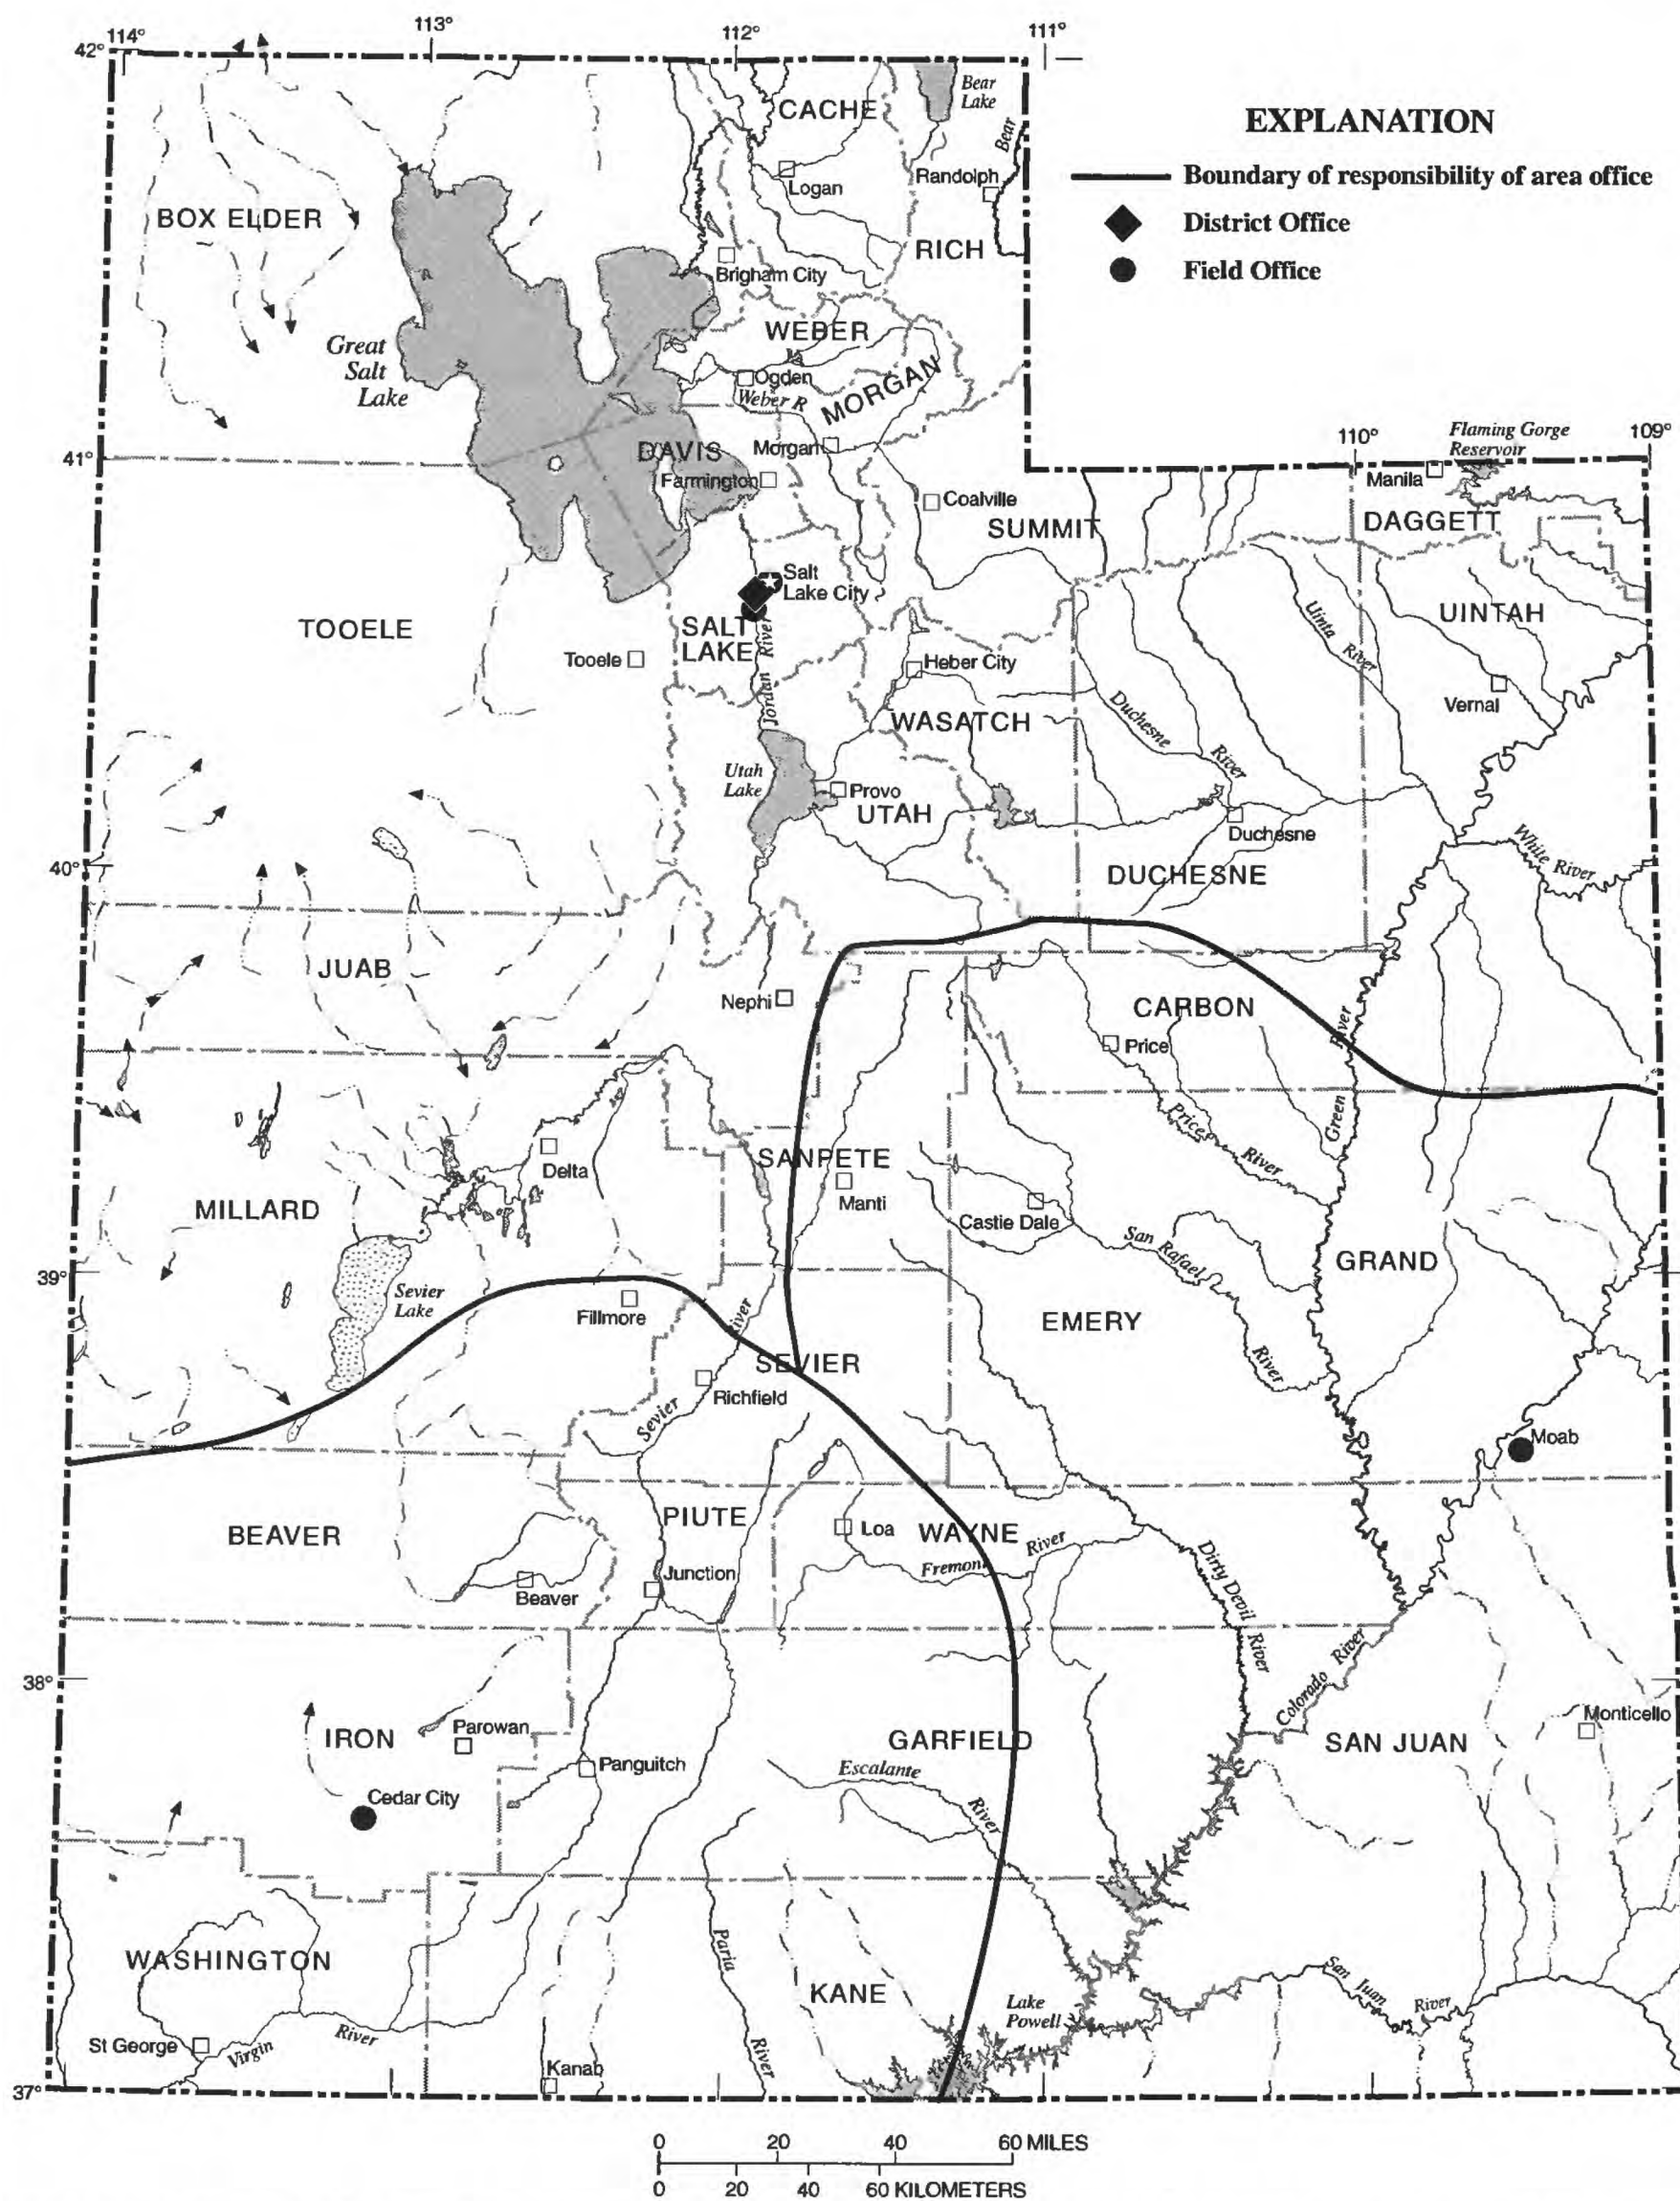 114°
113°
112°
111°
42°
CACHE
Bear
Lake
Bear
EXPLANATION
Boundary of responsibility of area office
District Office
Field Office
Logan
Randolph
BOX ELDER
RICH
Brigham City
WEBER
Great
Salt
Lake
Ogden
Weber R
MORGAN
Morgan
DAVIS
Farmington
41°
110°
Flaming Gorge
Reservoir
109°
Manila
DAGGETT
Coalville
SUMMIT
Salt
Lake City
TOOELE
SALT
LAKE
Jordan River
Tooele
Heber City
Uinta River
UINTAH
Vernal
WASATCH
Duchesne River
Utah
Lake
Provo
UTAH
Duchesne
White River
40°
DUCHESNE
JUAB
Nephi
CARBON
Price
Green River
Price River
SANPETE
Manti
Delta
MILLARD
Castle Dale
San Rafael River
GRAND
39°
Sevier
Lake
Fillmore
EMERY
SEVIER
Richfield
Sevier River
Moab
BEAVER
PIUTE
Loa
WAYNE
Fremont River
Junction
Beaver
Dirty Devil River
38°
Colorado River
IRON
Parowan
Panguitch
GARFIELD
SAN JUAN
Monticello
Escalante River
Cedar City
WASHINGTON
Paria River
KANE
Lake
Powell
San Juan River
St George
Virgin River
Kanab
37°
0 20 40 60 MILES
0 20 40 60 KILOMETERS